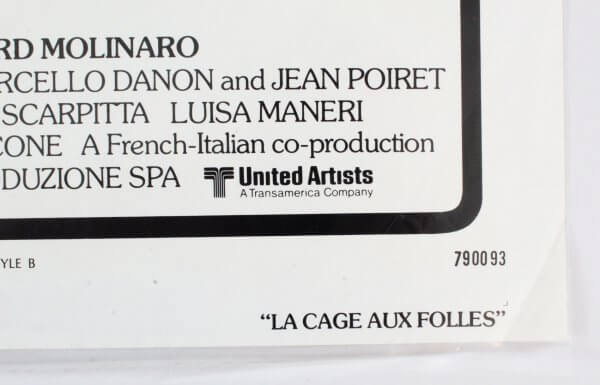 RD MOLINARO
RCELLO DANON and JEAN POIRET
SCARPITTA LUISA MANERI
CONE A French-Italian co-production
DUZIONE SPA United Artists
A Transamerica Company
YLE B 790093
"LA CAGE AUX FOLLES"